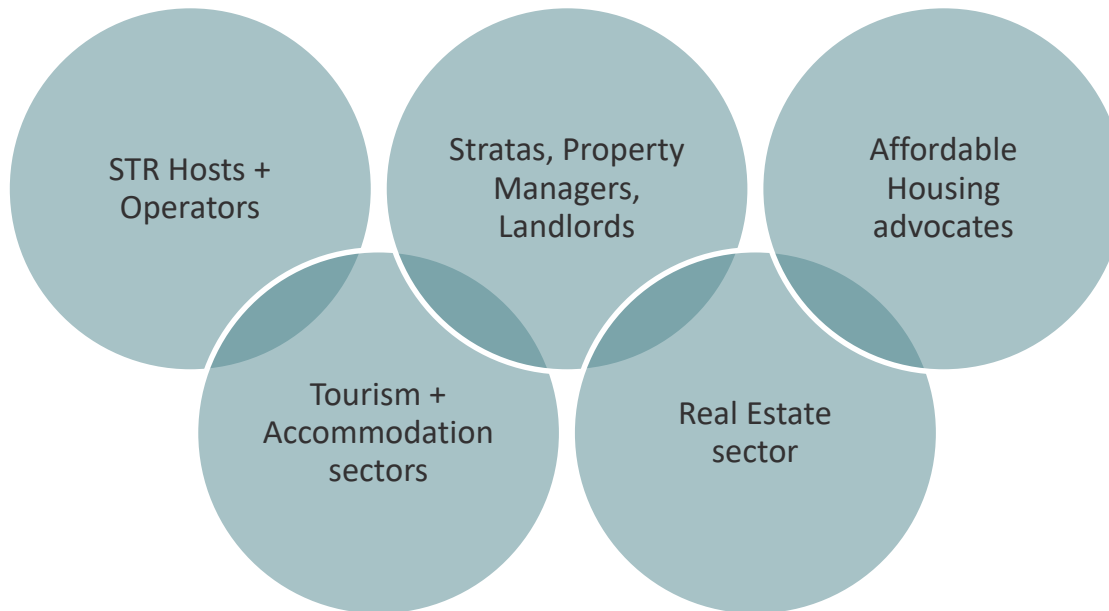 STR Hosts +
Operators
Stratas, Property
Managers,
Landlords
Affordable
Housing
advocates
Tourism +
Accommodation
sectors
Real Estate
sector